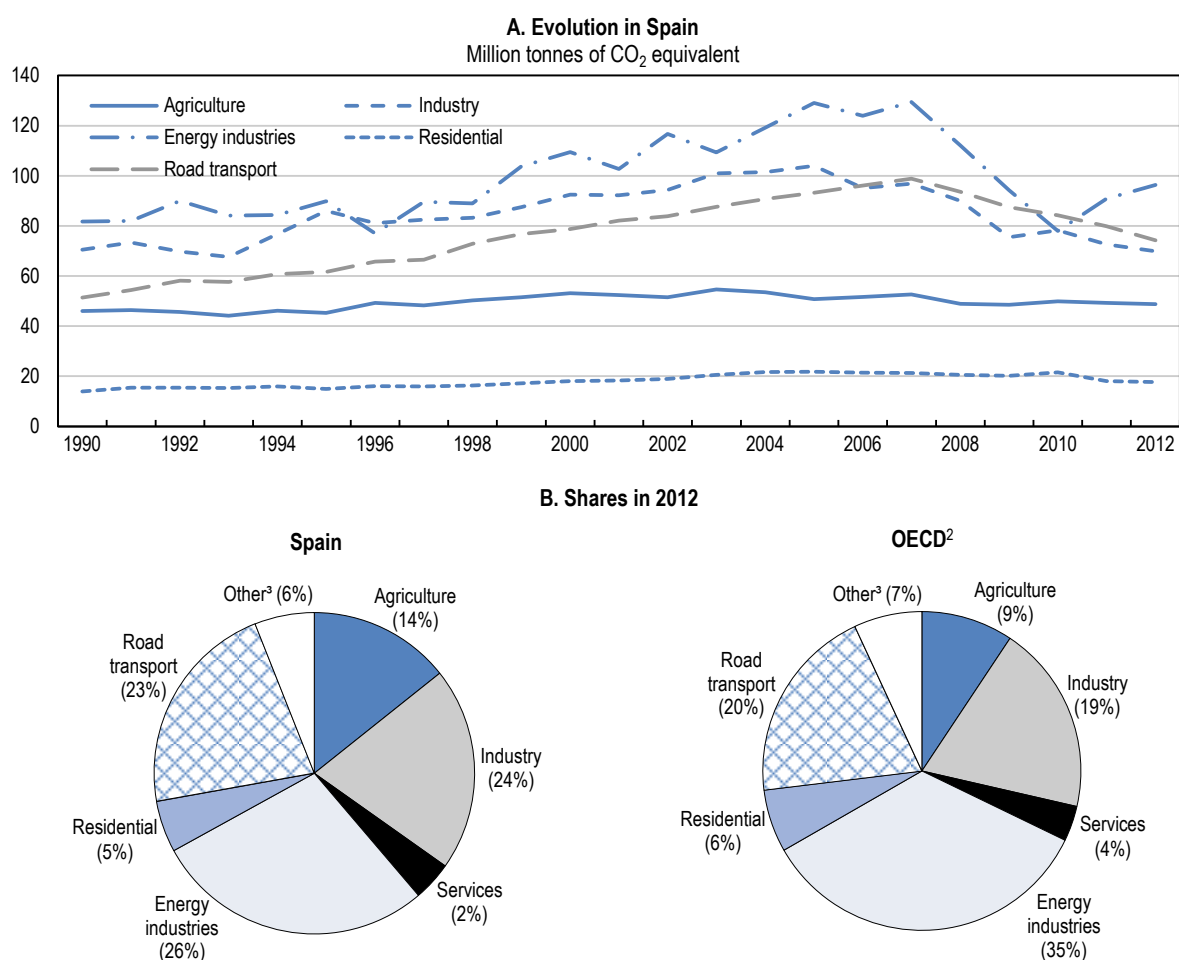 A. Evolution in Spain
Million tonnes of CO₂ equivalent
140
120
100
80
60
40
20
0
Agriculture
Industry
Energy industries
Residential
Road transport
1990
1992
1994
1996
1998
2000
2002
2004
2006
2008
2010
2012
B. Shares in 2012
Spain
Other³ (6%)
Agriculture
(14%)
Road
transport
(23%)
Industry
(24%)
Residential
(5%)
Services
(2%)
Energy
industries
(26%)
OECD²
Other³ (7%)
Agriculture
(9%)
Road
transport
(20%)
Industry
(19%)
Residential
(6%)
Services
(4%)
Energy
industries
(35%)